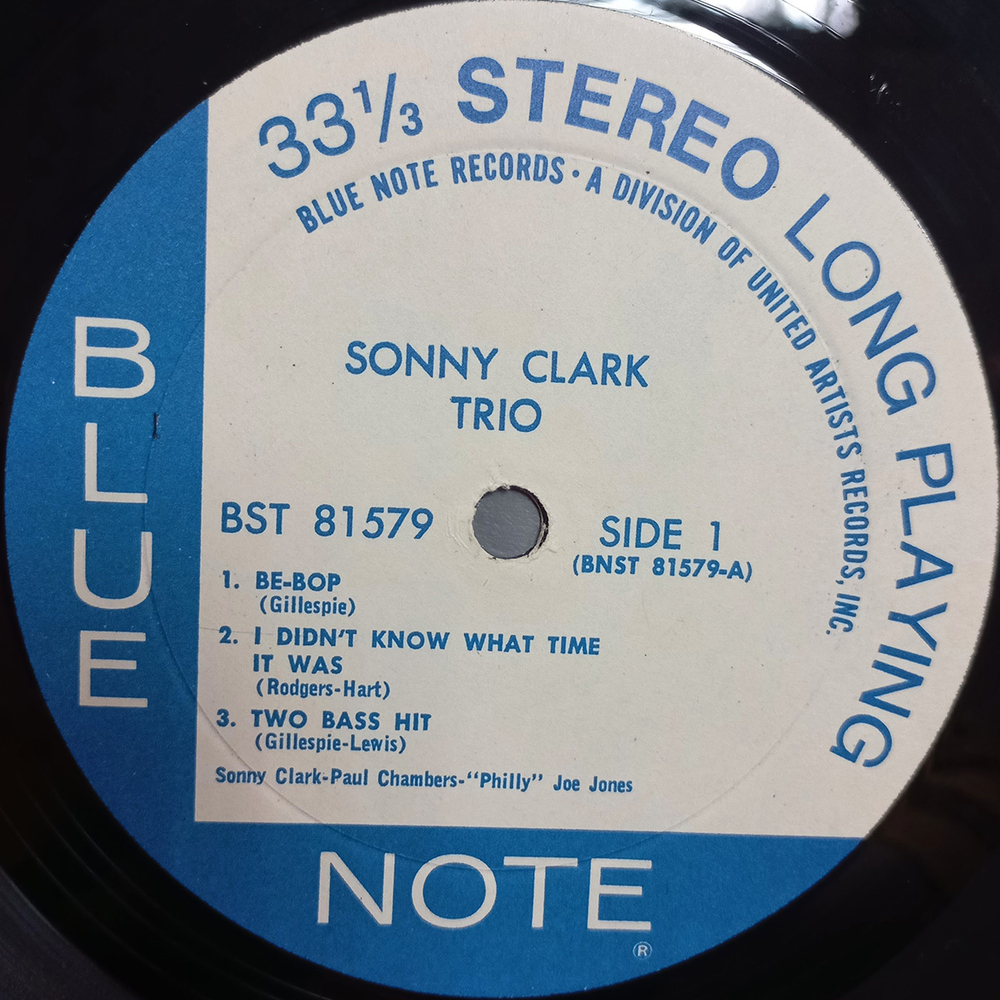 33⅓ STEREO LONG PLAYING
BLUE NOTE RECORDS · A DIVISION OF UNITED ARTISTS RECORDS, INC.
SONNY CLARK
TRIO
BST 81579
SIDE 1
(BNST 81579-A)
1. BE-BOP
(Gillespie)
2. I DIDN'T KNOW WHAT TIME
IT WAS
(Rodgers-Hart)
3. TWO BASS HIT
(Gillespie-Lewis)
Sonny Clark-Paul Chambers-"Philly" Joe Jones
BLUE
NOTE
®